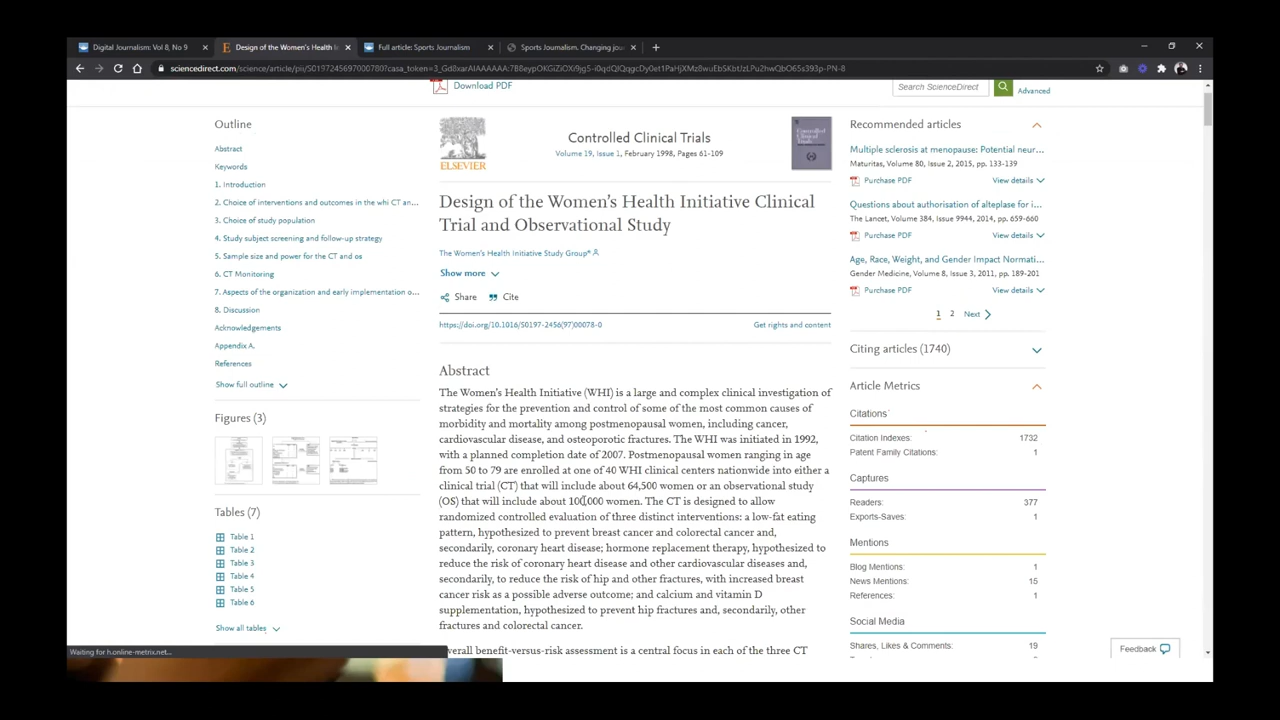 Digital Journalism: Vol 8, No 9
Design of the Women's Health I
Full article: Sports Journalism
Sports Journalism. Changing jou
Download PDF
Search ScienceDirect
Advanced
Outline
Abstract
Keywords
1. Introduction
2. Choice of interventions and outcomes in the whi CT an...
3. Choice of study population
4. Study subject screening and follow-up strategy
5. Sample size and power for the CT and os
6. CT Monitoring
7. Aspects of the organization and early implementation o...
8. Discussion
Acknowledgements
Appendix A.
References
Show full outline
Figures (3)
Tables (7)
Table 1
Table 2
Table 3
Table 4
Table 5
Table 6
Show all tables
Waiting for h.online-metrix.net...
ELSEVIER
Controlled Clinical Trials
Volume 19, Issue 1, February 1998, Pages 61-109
Controlled
Clinical
Trials
Design of the Women's Health Initiative Clinical
Trial and Observational Study
The Women's Health Initiative Study Group*
Show more
Share
Cite
https://doi.org/10.1016/S0197-2456(97)00078-0
Get rights and content
Abstract
The Women's Health Initiative (WHI) is a large and complex clinical investigation of
strategies for the prevention and control of some of the most common causes of
morbidity and mortality among postmenopausal women, including cancer,
cardiovascular disease, and osteoporotic fractures. The WHI was initiated in 1992,
with a planned completion date of 2007. Postmenopausal women ranging in age
from 50 to 79 are enrolled at one of 40 WHI clinical centers nationwide into either a
clinical trial (CT) that will include about 64,500 women or an observational study
(OS) that will include about 100,000 women. The CT is designed to allow
randomized controlled evaluation of three distinct interventions: a low-fat eating
pattern, hypothesized to prevent breast cancer and colorectal cancer and,
secondarily, coronary heart disease; hormone replacement therapy, hypothesized to
reduce the risk of coronary heart disease and other cardiovascular diseases and,
secondarily, to reduce the risk of hip and other fractures, with increased breast
cancer risk as a possible adverse outcome; and calcium and vitamin D
supplementation, hypothesized to prevent hip fractures and, secondarily, other
fractures and colorectal cancer.
verall benefit-versus-risk assessment is a central focus in each of the three CT
Recommended articles
Multiple sclerosis at menopause: Potential neur...
Maturitas, Volume 80, Issue 2, 2015, pp. 133-139
Purchase PDF
View details
Questions about authorisation of alteplase for i...
The Lancet, Volume 384, Issue 9944, 2014, pp. 659-660
Purchase PDF
View details
Age, Race, Weight, and Gender Impact Normati...
Gender Medicine, Volume 8, Issue 3, 2011, pp. 189-201
Purchase PDF
View details
1 2 Next
Citing articles (1740)
Article Metrics
Citations
Citation Indexes: 1732
Patent Family Citations: 1
Captures
Readers: 377
Exports-Saves: 1
Mentions
Blog Mentions: 1
News Mentions: 15
References: 1
Social Media
Shares, Likes & Comments: 19
Feedback